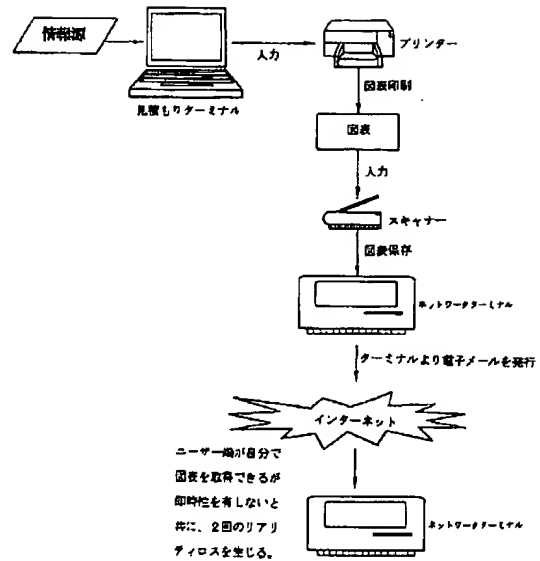 情報源
入力
プリンター
見積もりターミナル
図表印刷
図表
入力
スキャナー
図表保存
ネットワークターミナル
ターミナルより電子メールを発行
インターネット
ユーザー端が自分で
図表を取得できるが
即時性を有しないと
共に、2回のリアリ
ティロスを生じる。
ネットワークターミナル